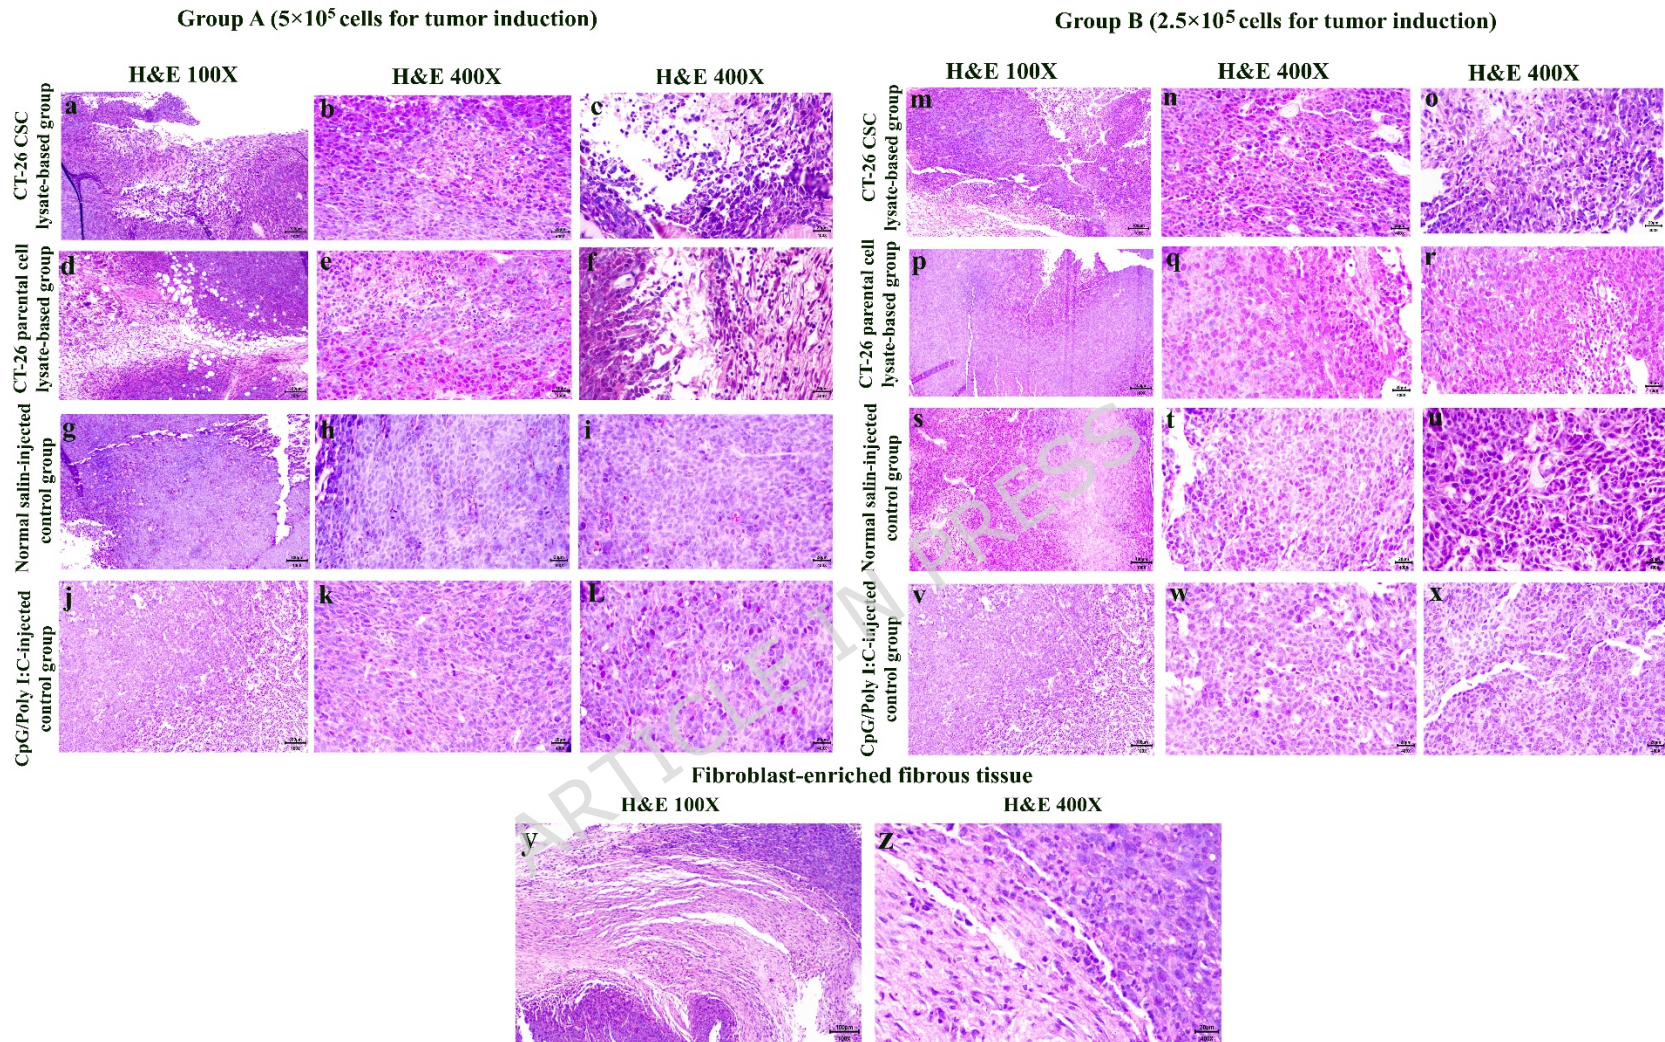 Group A (5×10⁵ cells for tumor induction)
Group B (2.5×10⁵ cells for tumor induction)
H&E 100X
H&E 400X
H&E 400X
H&E 100X
H&E 400X
H&E 400X
CT-26 CSC
lysate-based group
a
b
c
CT-26 CSC
lysate-based group
m
n
o
CT-26 parental cell
lysate-based group
d
e
f
CT-26 parental cell
lysate-based group
p
q
r
Normal salin-injected
control group
g
h
i
Normal salin-injected
control group
s
t
u
CpG/Poly I:C-injected
control group
j
k
L
CpG/Poly I:C-injected
control group
v
w
x
ARTICLE IN PRESS
Fibroblast-enriched fibrous tissue
H&E 100X
H&E 400X
y
100µm
100X
z
20µm
400X